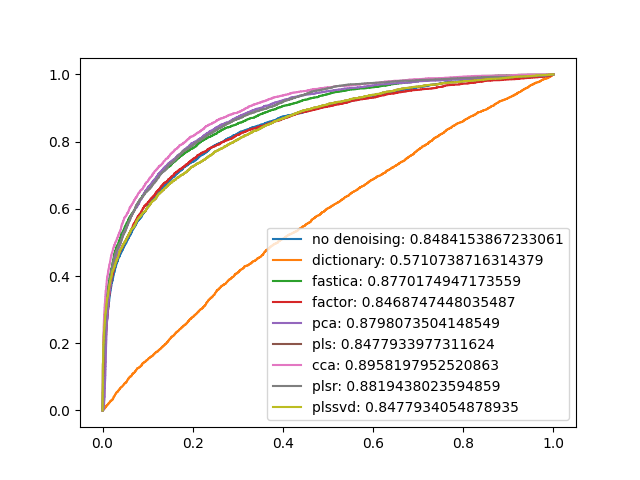 1.0
0.8
0.6
0.4
0.2
0.0
0.0 0.2 0.4 0.6 0.8 1.0
no denoising: 0.8484153867233061
dictionary: 0.5710738716314379
fastica: 0.8770174947173559
factor: 0.8468747448035487
pca: 0.8798073504148549
pls: 0.8477933977311624
cca: 0.8958197952520863
plsr: 0.8819438023594859
plssvd: 0.8477934054878935